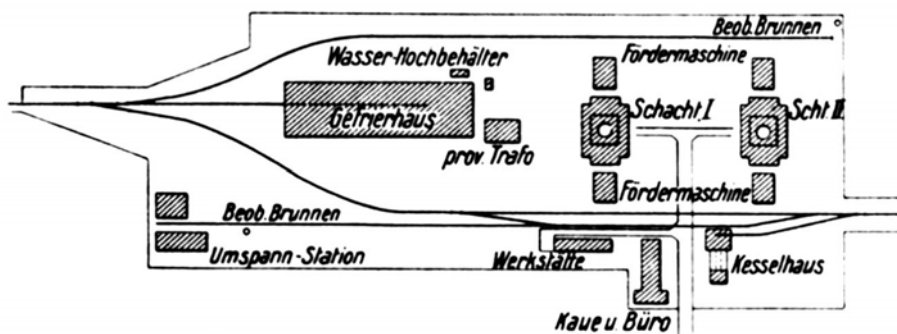 Beob. Brunnen
Wasser-Hochbehälter
Fördermaschine
Gefrierhaus
Schacht I
Scht. II
prov. Trafo
Fördermaschine
Beob. Brunnen
Umspann-Station
Werkstätte
Kesselhaus
Kaue u. Büro